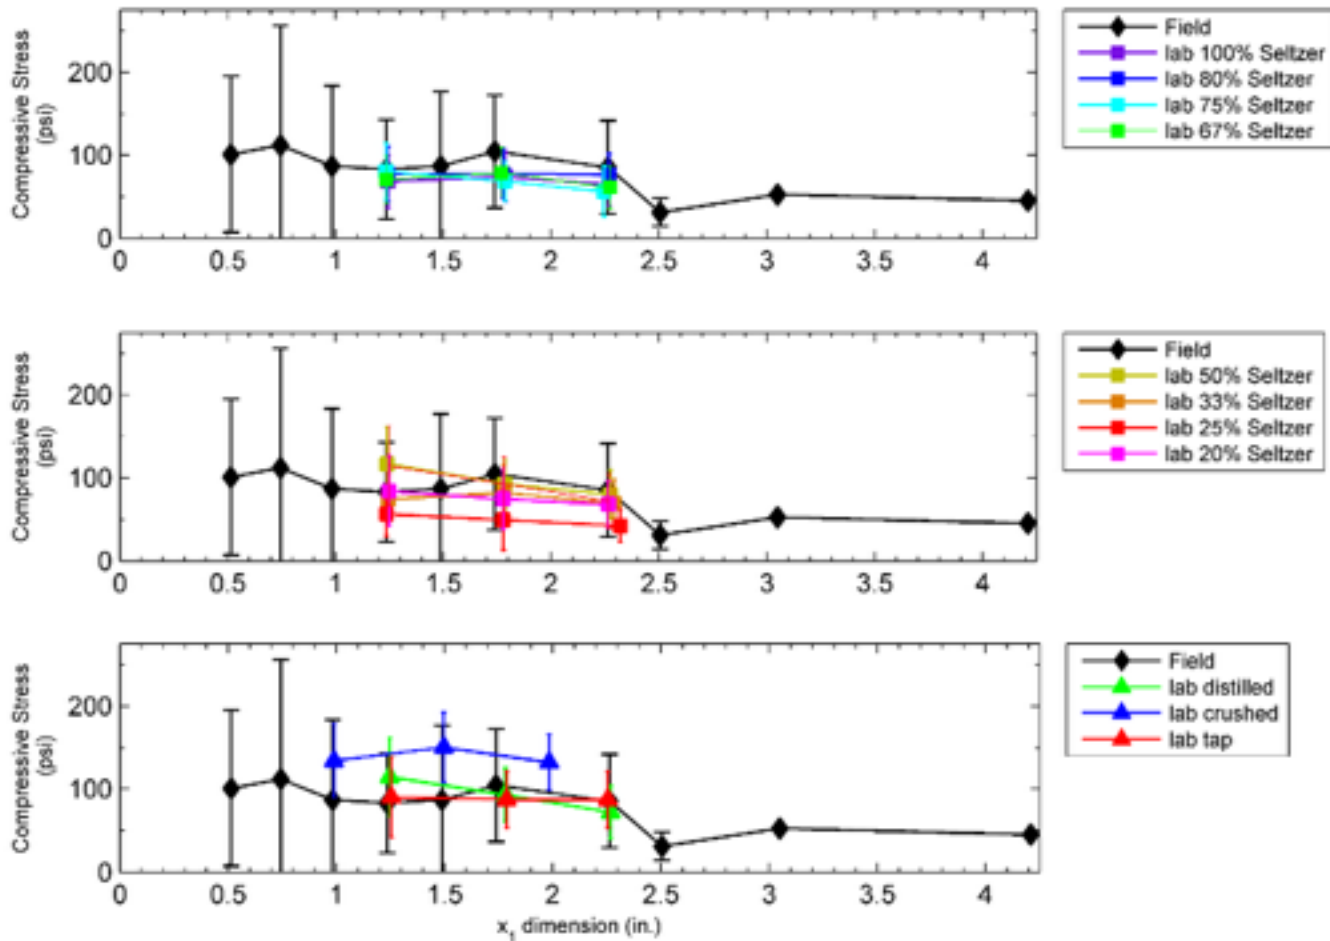 Compressive Stress
(psi)
200
100
0
0 0.5 1 1.5 2 2.5 3 3.5 4
Field
lab 100% Seltzer
lab 80% Seltzer
lab 75% Seltzer
lab 67% Seltzer
Compressive Stress
(psi)
200
100
0
0 0.5 1 1.5 2 2.5 3 3.5 4
Field
lab 50% Seltzer
lab 33% Seltzer
lab 25% Seltzer
lab 20% Seltzer
Compressive Stress
(psi)
200
100
0
0 0.5 1 1.5 2 2.5 3 3.5 4
Field
lab distilled
lab crushed
lab tap
x₁ dimension (in.)